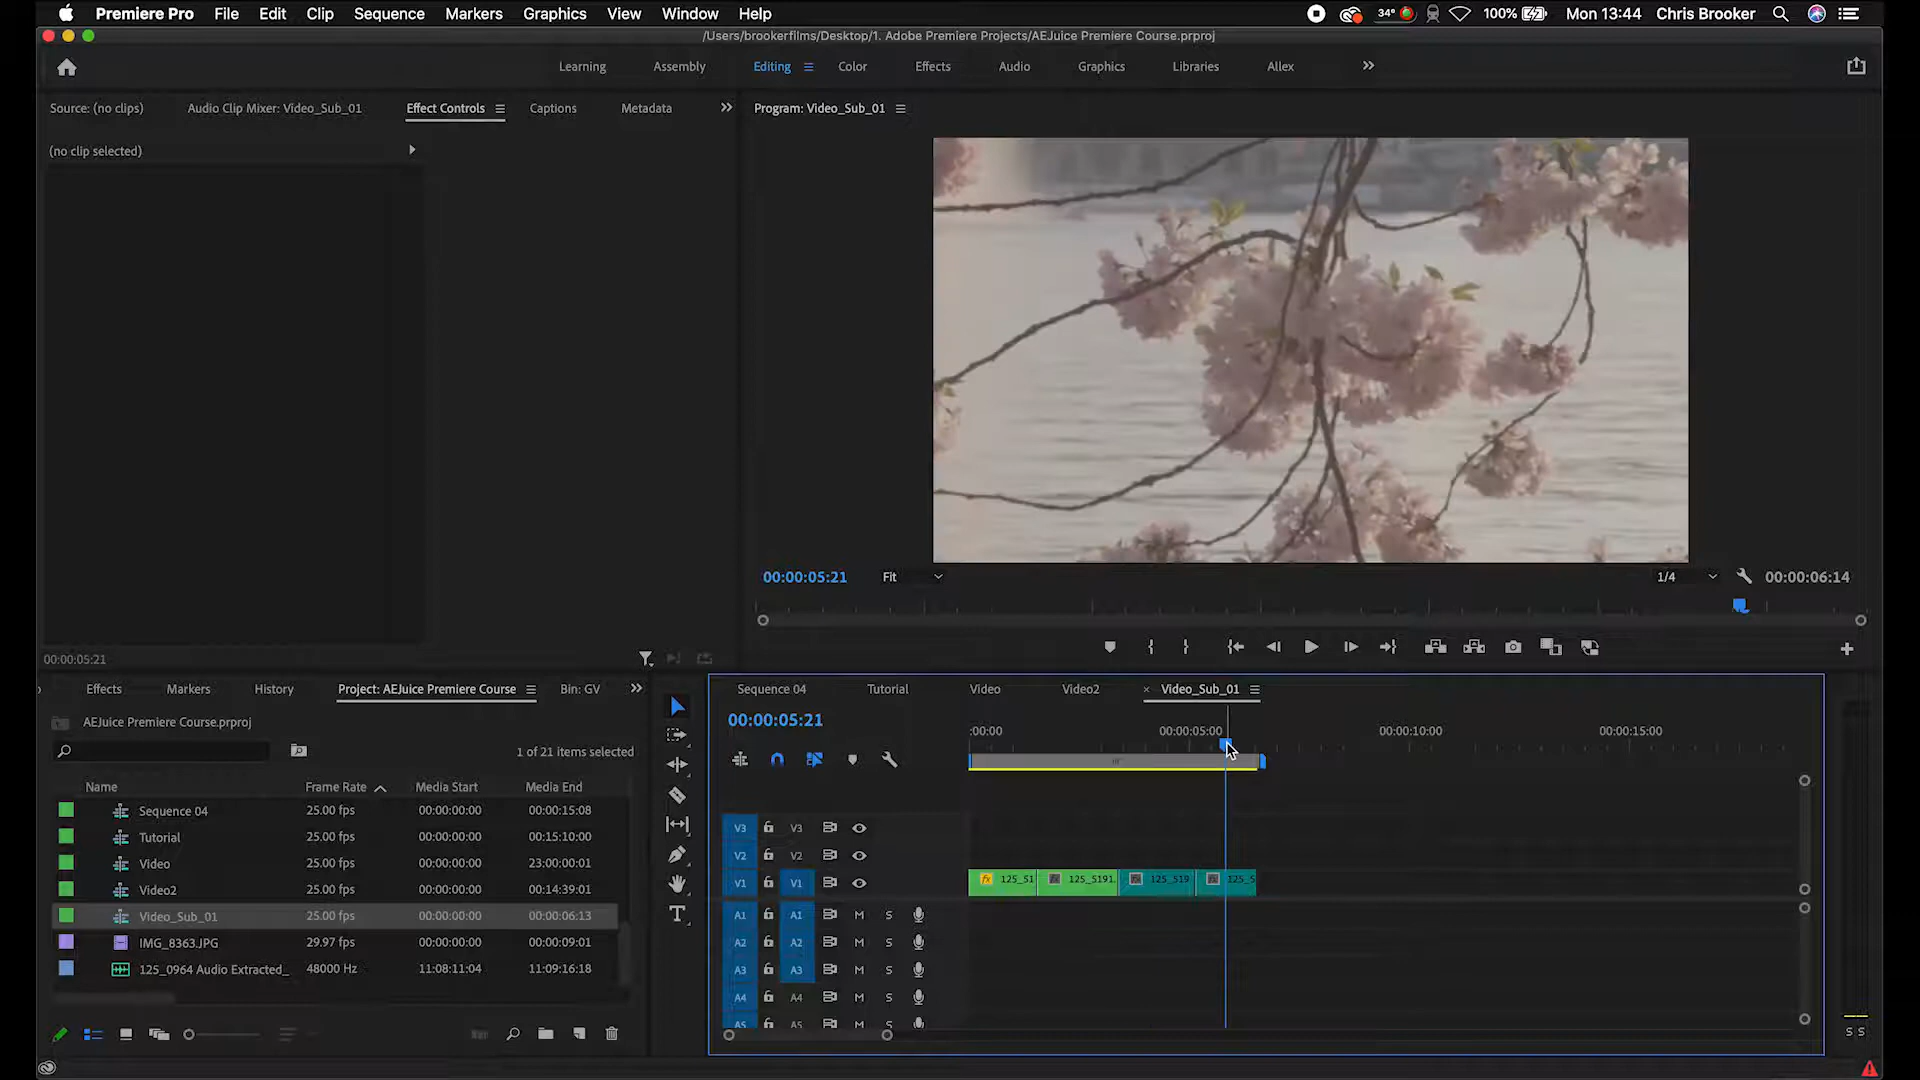 Premiere Pro File Edit Clip Sequence Markers Graphics View Window Help 34° 100% Mon 13:44 Chris Brooker
/Users/brookerfilms/Desktop/1. Adobe Premiere Projects/AEJuice Premiere Course.prproj
Learning Assembly Editing Color Effects Audio Graphics Libraries Allex
Source: (no clips) Audio Clip Mixer: Video_Sub_01 Effect Controls Captions Metadata
Program: Video_Sub_01
(no clip selected)
00:00:05:21 Fit 1/4 00:00:06:14
00:00:05:21
Effects Markers History Project: AEJuice Premiere Course Bin: GV
AEJuice Premiere Course.prproj
1 of 21 items selected
Name Frame Rate Media Start Media End
Sequence 04 25.00 fps 00:00:00:00 00:00:15:08
Tutorial 25.00 fps 00:00:00:00 00:15:10:00
Video 25.00 fps 00:00:00:00 23:00:00:01
Video2 25.00 fps 00:00:00:00 00:14:39:01
Video_Sub_01 25.00 fps 00:00:00:00 00:00:06:13
IMG_8363.JPG 29.97 fps 00:00:00:00 00:00:09:01
125_0964 Audio Extracted_ 48000 Hz 11:08:11:04 11:09:16:18
Sequence 04 Tutorial Video Video2 × Video_Sub_01
00:00:05:21
:00:00 00:00:05:00 00:00:10:00 00:00:15:00
V3 V3
V2 V2
V1 V1 fx 125_51 fx 125_5191. fx 125_519 fx 125_5
A1 A1 M S
A2 A2 M S
A3 A3 M S
A4 A4 M S
A5 A5 M S
S S